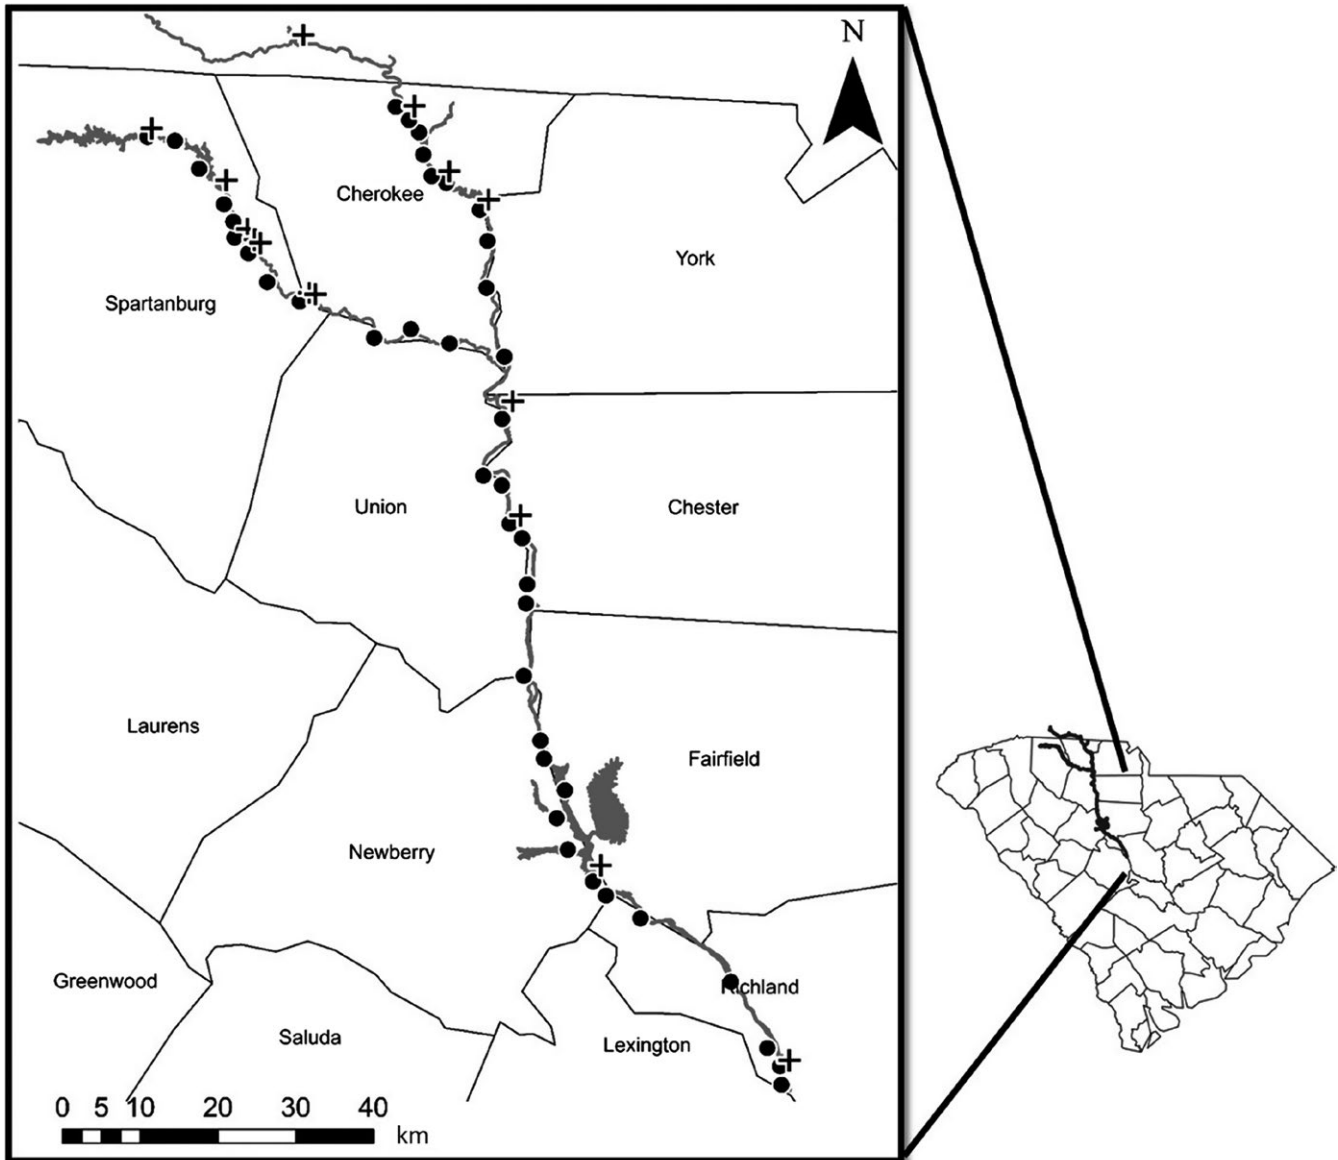 N
Cherokee
York
Spartanburg
Union
Chester
Laurens
Fairfield
Newberry
Greenwood
Richland
Saluda
Lexington
0 5 10 20 30 40
km